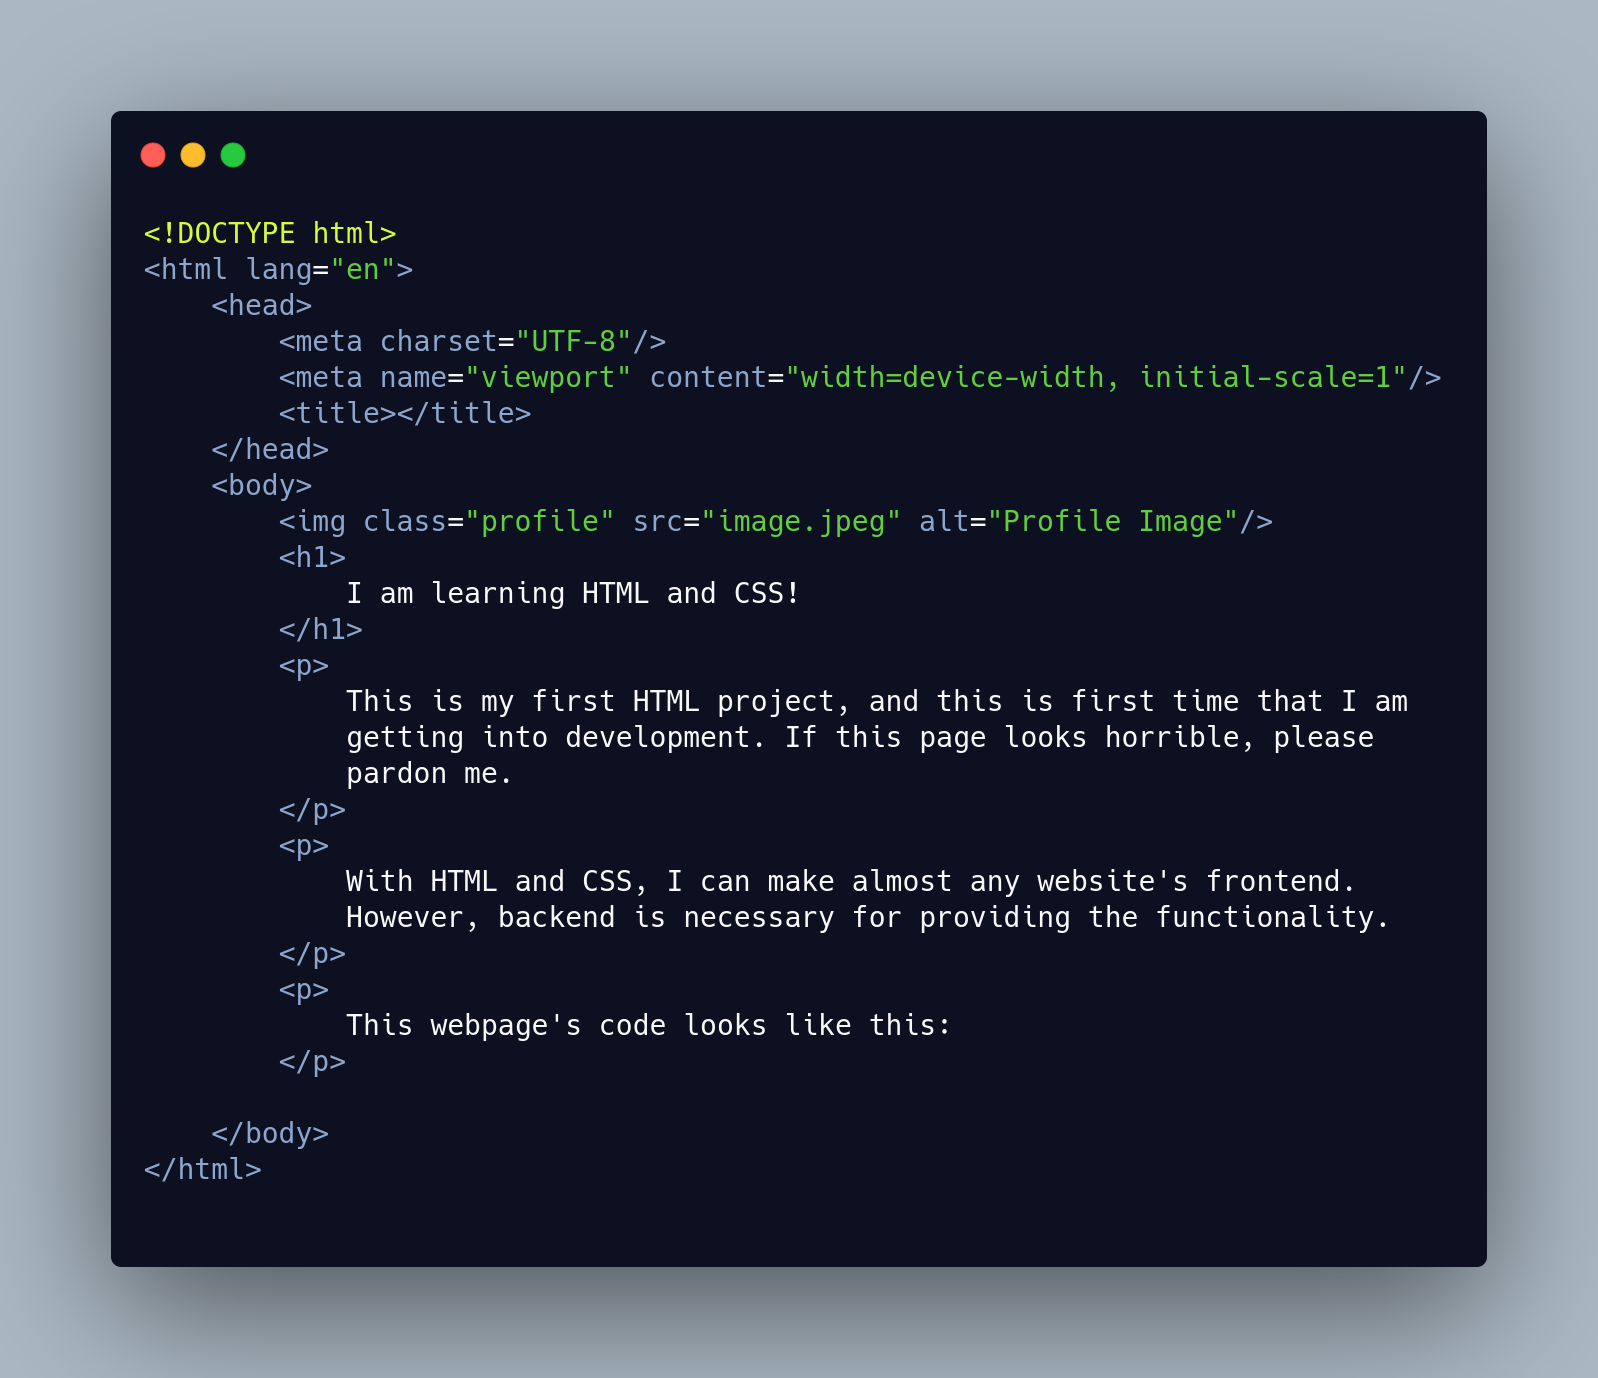 <!DOCTYPE html>
<html lang="en">
    <head>
        <meta charset="UTF-8"/>
        <meta name="viewport" content="width=device-width, initial-scale=1"/>
        <title></title>
    </head>
    <body>
        <img class="profile" src="image.jpeg" alt="Profile Image"/>
        <h1>
            I am learning HTML and CSS!
        </h1>
        <p>
            This is my first HTML project, and this is first time that I am
            getting into development. If this page looks horrible, please
            pardon me.
        </p>
        <p>
            With HTML and CSS, I can make almost any website's frontend.
            However, backend is necessary for providing the functionality.
        </p>
        <p>
            This webpage's code looks like this:
        </p>

    </body>
</html>